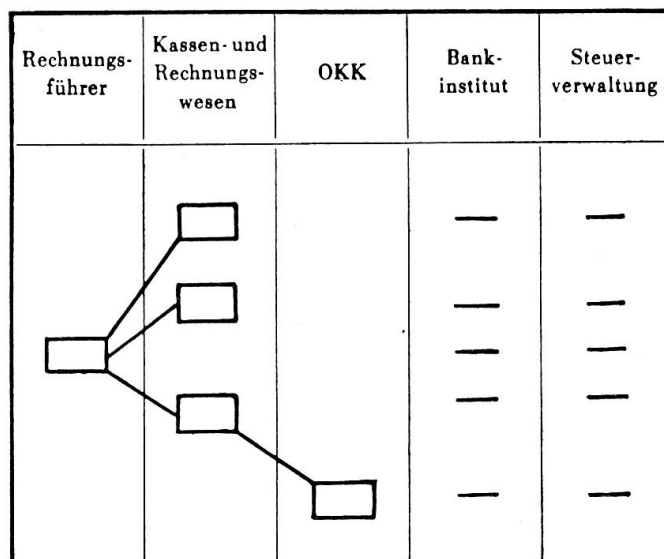 Rechnungs-
führer
Kassen- und
Rechnungs-
wesen
OKK
Bank-
institut
Steuer-
verwaltung